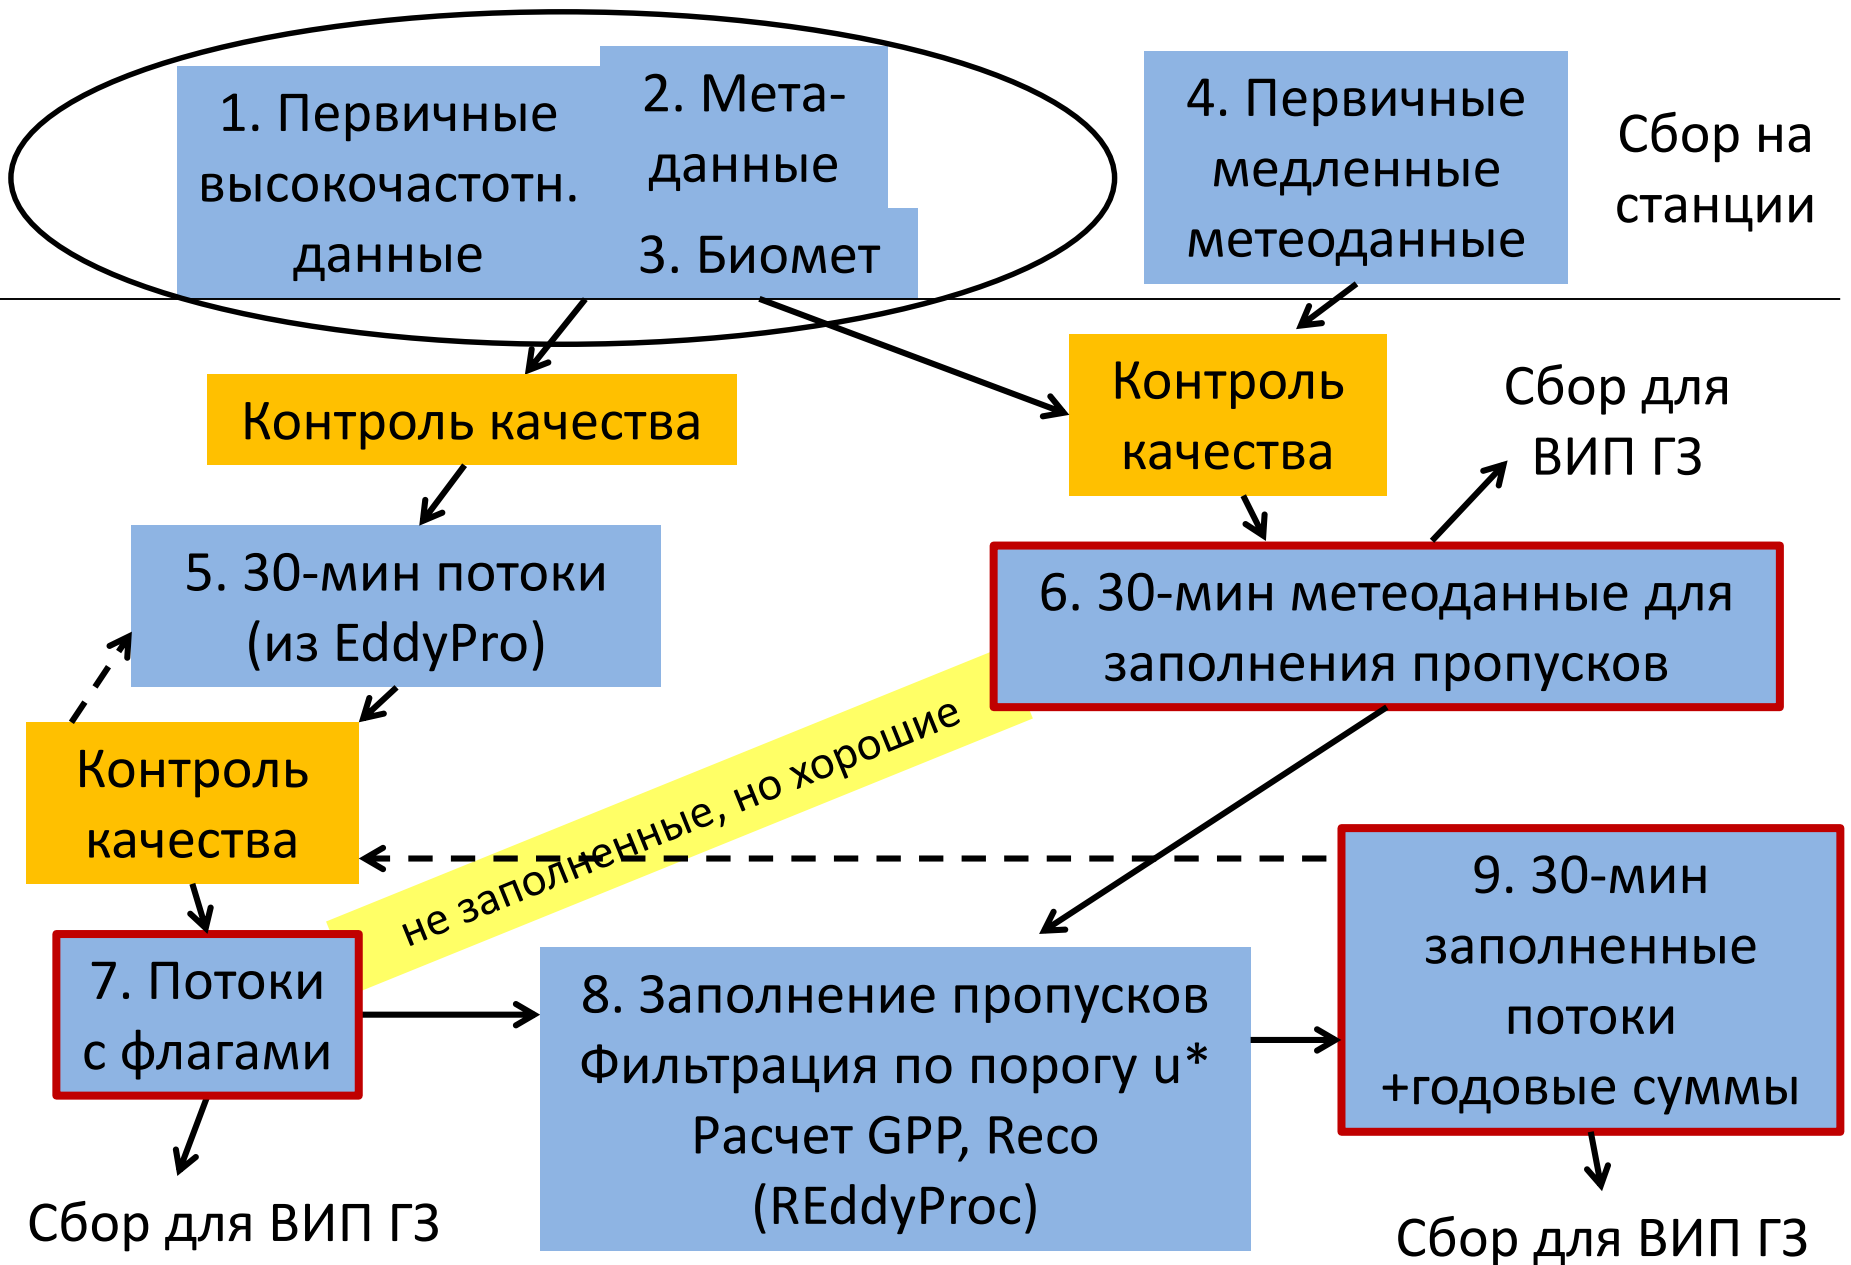 1. Первичные
высокочастотн.
данные
2. Мета-
данные
3. Биомет
4. Первичные
медленные
метеоданные
Сбор на
станции
Контроль качества
Контроль
качества
Сбор для
ВИП ГЗ
5. 30-мин потоки
(из EddyPro)
6. 30-мин метеоданные для
заполнения пропусков
Контроль
качества
не заполненные, но хорошие
7. Потоки
с флагами
8. Заполнение пропусков
Фильтрация по порогу u*
Расчет GPP, Reco
(REddyProc)
9. 30-мин
заполненные
потоки
+годовые суммы
Сбор для ВИП ГЗ
Сбор для ВИП ГЗ